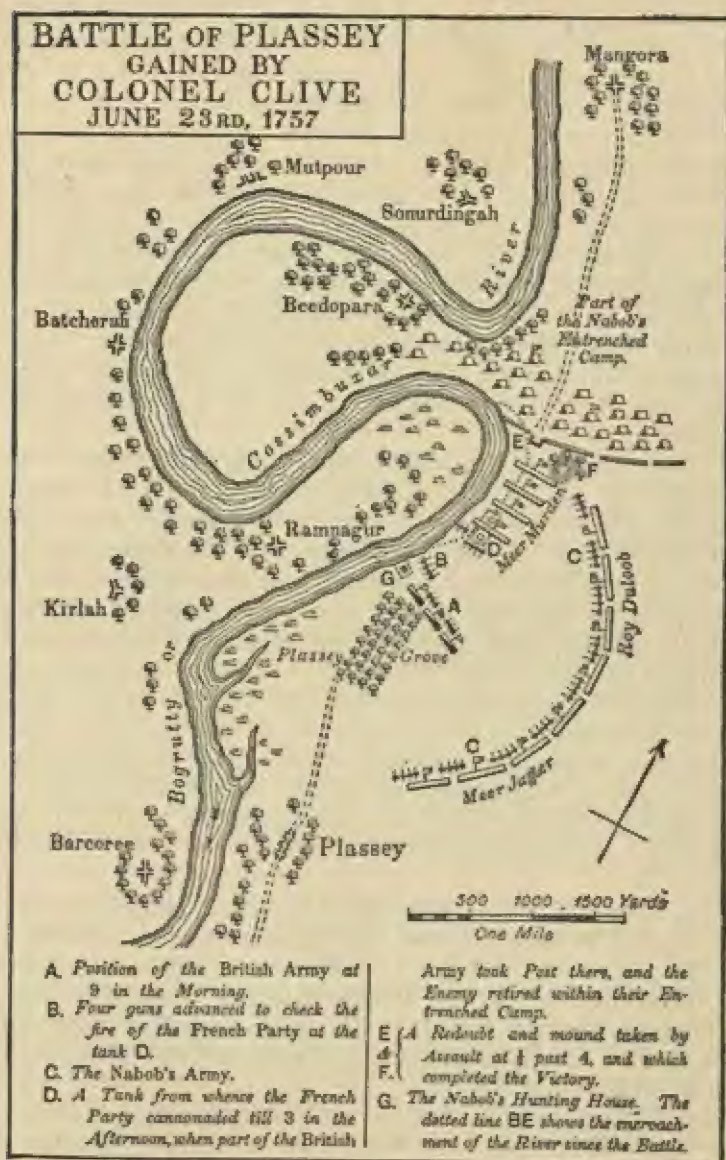 BATTLE OF PLASSEY
GAINED BY
COLONEL CLIVE
JUNE 23RD, 1757
Mangora
Mutpour
Sonurdingah
River
Beedopara
Batcherah
Part of
the Nabob's
Entrenched
Camp.
Cossimbuzar
E
F
Ramnagur
Meer Murden
D
C
Roy Duloob
B
G
A
Kirlah
Plassey Grove
Bogrutty or
C
Meer Jagar
Barcoree
Plassey
500 1000 1500 Yards
One Mile
A. Position of the British Army at
9 in the Morning.
B. Four guns advanced to check the
fire of the French Party at the
tank D.
C. The Nabob's Army.
D. A Tank from whence the French
Party cannonaded till 3 in the
Afternoon, when part of the British
Army took Post there, and the
Enemy retired within their En-
trenched Camp.
E & F. A Redoubt and mound taken by
Assault at ½ past 4, and which
completed the Victory.
G. The Nabob's Hunting House. The
dotted line BE shows the encroach-
ment of the River since the Battle.